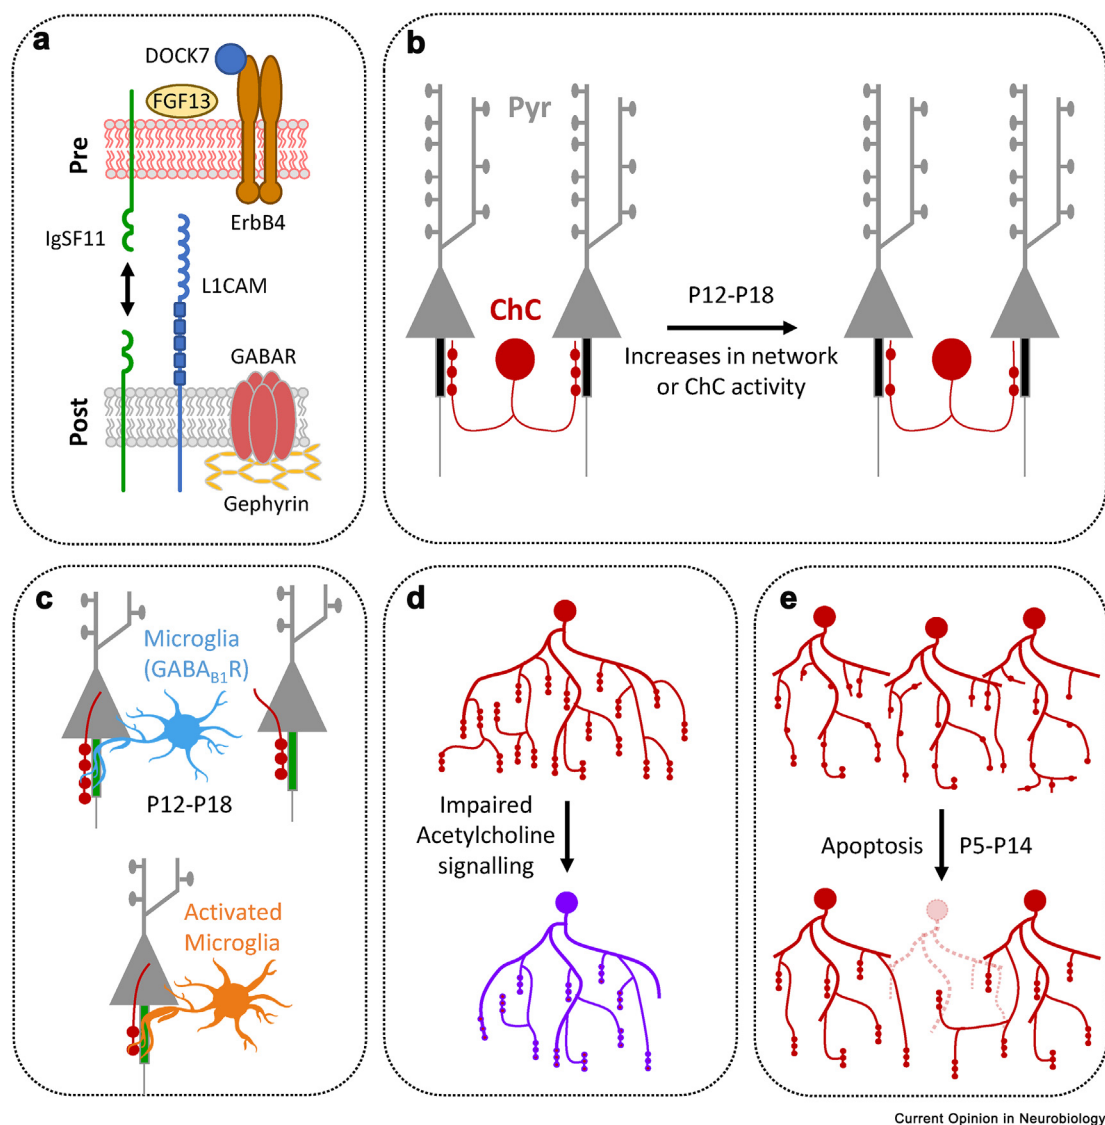 a
DOCK7
FGF13
Pre
ErbB4
IgSF11
L1CAM
GABAR
Post
Gephyrin
b
Pyr
ChC
P12-P18
Increases in network
or ChC activity
c
Microglia
(GABA_B1R)
P12-P18
Activated
Microglia
d
Impaired
Acetylcholine
signalling
e
Apoptosis
P5-P14
Current Opinion in Neurobiology